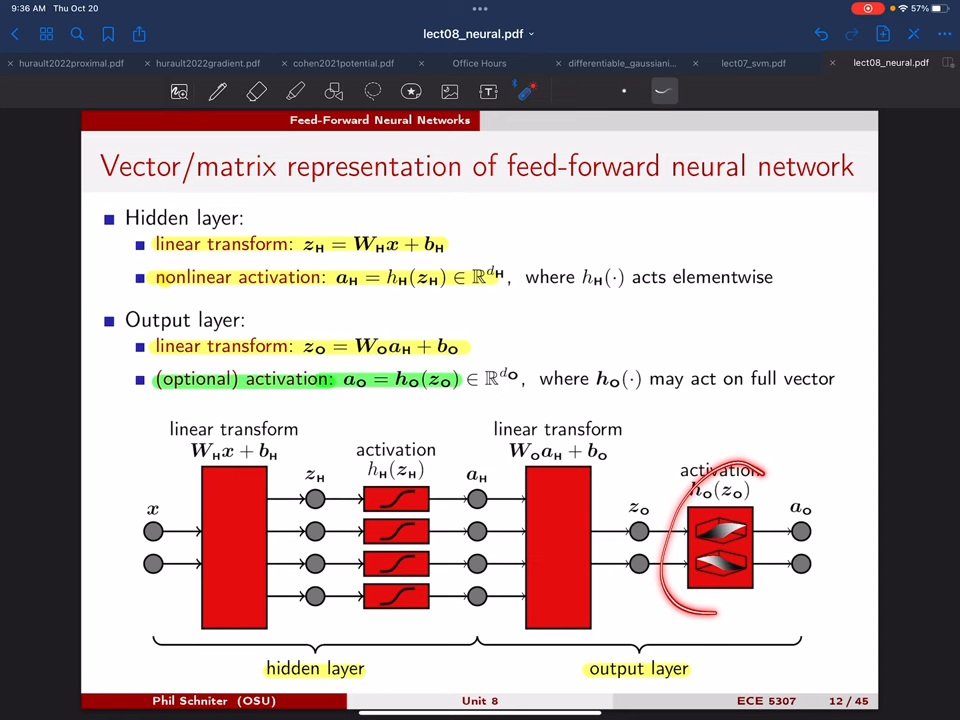 9:36 AM Thu Oct 20
57%
lect08_neural.pdf
hurault2022proximal.pdf
hurault2022gradient.pdf
cohen2021potential.pdf
Office Hours
differentiable_gaussiani...
lect07_svm.pdf
lect08_neural.pdf
Feed-Forward Neural Networks
Vector/matrix representation of feed-forward neural network
Hidden layer:
linear transform: z_H = W_H x + b_H
nonlinear activation: a_H = h_H(z_H) ∈ ℝ^{d_H}, where h_H(·) acts elementwise
Output layer:
linear transform: z_O = W_O a_H + b_O
(optional) activation: a_O = h_O(z_O) ∈ ℝ^{d_O}, where h_O(·) may act on full vector
linear transform
W_H x + b_H
z_H
activation
h_H(z_H)
a_H
linear transform
W_O a_H + b_O
z_O
activation
h_O(z_O)
a_O
x
hidden layer
output layer
Phil Schniter (OSU)
Unit 8
ECE 5307
12 / 45